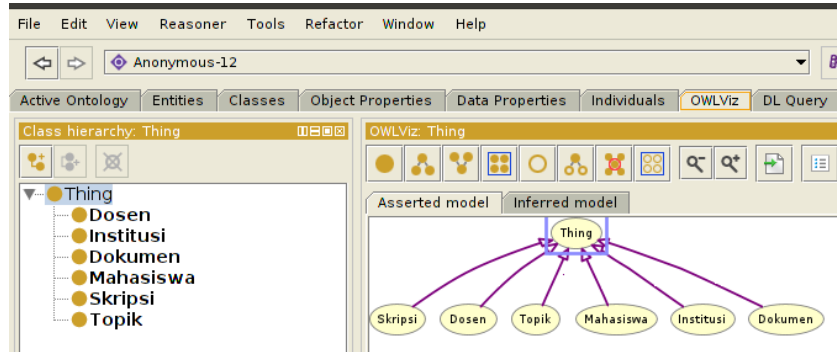 File Edit View Reasoner Tools Refactor Window Help
Anonymous-12
Active Ontology Entities Classes Object Properties Data Properties Individuals OWLViz DL Query
Class hierarchy: Thing
OWLViz: Thing
Asserted model Inferred model
Thing
Dosen
Institusi
Dokumen
Mahasiswa
Skripsi
Topik
Thing
Skripsi Dosen Topik Mahasiswa Institusi Dokumen